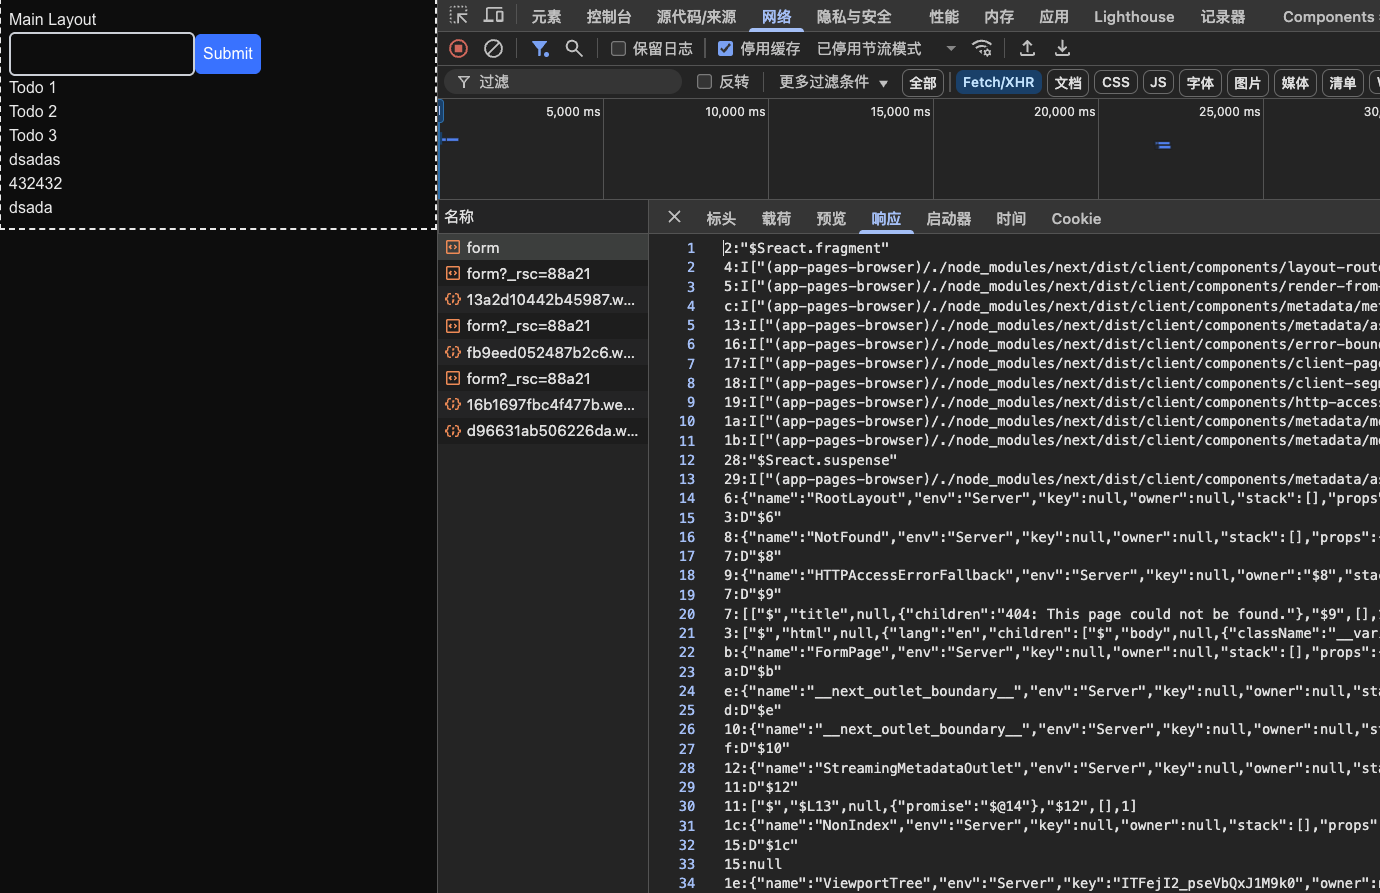 Main Layout
Submit
Todo 1
Todo 2
Todo 3
dsadas
432432
dsada
元素 控制台 源代码/来源 网络 隐私与安全 性能 内存 应用 Lighthouse 记录器 Components
保留日志 停用缓存 已停用节流模式
过滤 反转 更多过滤条件 全部 Fetch/XHR 文档 CSS JS 字体 图片 媒体 清单
5,000 ms 10,000 ms 15,000 ms 20,000 ms 25,000 ms 30,
名称
form
form?_rsc=88a21
13a2d10442b45987.w...
form?_rsc=88a21
fb9eed052487b2c6.w...
form?_rsc=88a21
16b1697fbc4f477b.we...
d96631ab506226da.w...
标头 载荷 预览 响应 启动器 时间 Cookie
1 2:"$Sreact.fragment"
2 4:I["(app-pages-browser)/./node_modules/next/dist/client/components/layout-route
3 5:I["(app-pages-browser)/./node_modules/next/dist/client/components/render-from-
4 c:I["(app-pages-browser)/./node_modules/next/dist/client/components/metadata/met
5 13:I["(app-pages-browser)/./node_modules/next/dist/client/components/metadata/as
6 16:I["(app-pages-browser)/./node_modules/next/dist/client/components/error-bound
7 17:I["(app-pages-browser)/./node_modules/next/dist/client/components/client-page
8 18:I["(app-pages-browser)/./node_modules/next/dist/client/components/client-segm
9 19:I["(app-pages-browser)/./node_modules/next/dist/client/components/http-access
10 1a:I["(app-pages-browser)/./node_modules/next/dist/client/components/metadata/me
11 1b:I["(app-pages-browser)/./node_modules/next/dist/client/components/metadata/me
12 28:"$Sreact.suspense"
13 29:I["(app-pages-browser)/./node_modules/next/dist/client/components/metadata/as
14 6:{"name":"RootLayout","env":"Server","key":null,"owner":null,"stack":[],"props"
15 3:D"$6"
16 8:{"name":"NotFound","env":"Server","key":null,"owner":null,"stack":[],"props":
17 7:D"$8"
18 9:{"name":"HTTPAccessErrorFallback","env":"Server","key":null,"owner":"$8","stac
19 7:D"$9"
20 7:[["$","title",null,{"children":"404: This page could not be found."},"$9",[],
21 3:["$","html",null,{"lang":"en","children":["$","body",null,{"className":"__vari
22 b:{"name":"FormPage","env":"Server","key":null,"owner":null,"stack":[],"props":
23 a:D"$b"
24 e:{"name":"__next_outlet_boundary__","env":"Server","key":null,"owner":null,"sta
25 d:D"$e"
26 10:{"name":"__next_outlet_boundary__","env":"Server","key":null,"owner":null,"st
27 f:D"$10"
28 12:{"name":"StreamingMetadataOutlet","env":"Server","key":null,"owner":null,"sta
29 11:D"$12"
30 11:["$","$L13",null,{"promise":"$@14"},"$12",[],1]
31 1c:{"name":"NonIndex","env":"Server","key":null,"owner":null,"stack":[],"props"
32 15:D"$1c"
33 15:null
34 1e:{"name":"ViewportTree","env":"Server","key":"ITFejI2_pseVbQxJ1M9k0","owner":